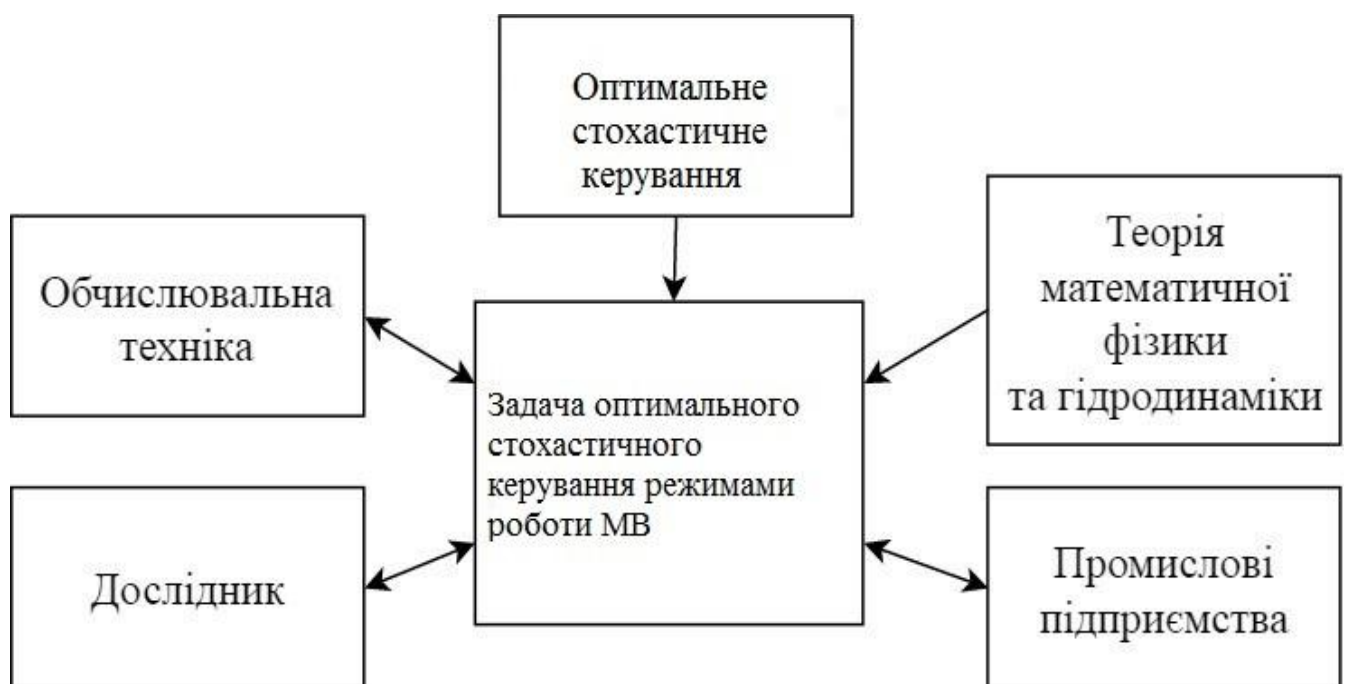 Оптимальне
стохастичне
керування
Обчислювальна
техніка
Теорія
математичної
фізики
та гідродинаміки
Задача оптимального
стохастичного
керування режимами
роботи МВ
Дослідник
Промислові
підприємства